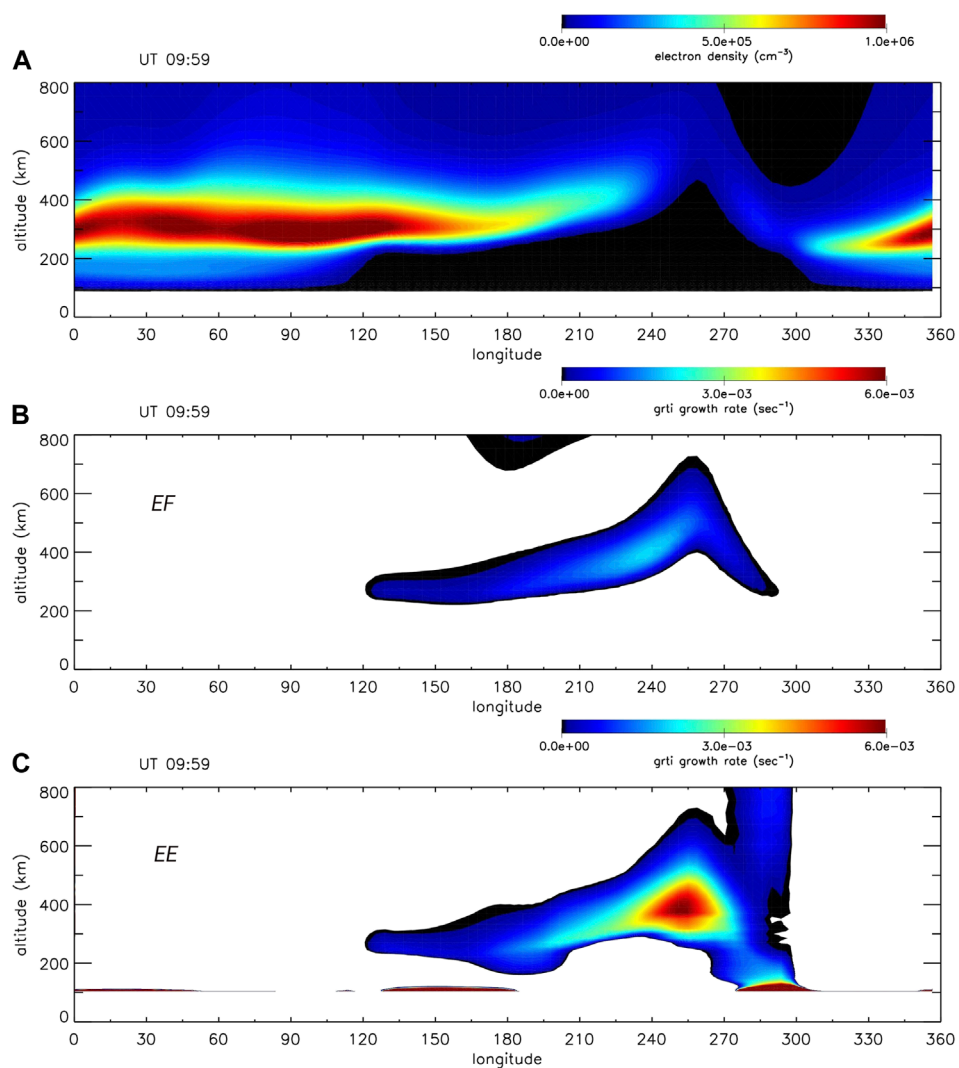 0.0e+00 5.0e+05 1.0e+06
electron density (cm⁻³)
A UT 09:59
800
600
400
200
0
altitude (km)
0 30 60 90 120 150 180 210 240 270 300 330 360
longitude
0.0e+00 3.0e-03 6.0e-03
grti growth rate (sec⁻¹)
B UT 09:59
800
600
400
200
0
altitude (km)
EF
0 30 60 90 120 150 180 210 240 270 300 330 360
longitude
0.0e+00 3.0e-03 6.0e-03
grti growth rate (sec⁻¹)
C UT 09:59
800
600
400
200
0
altitude (km)
EE
0 30 60 90 120 150 180 210 240 270 300 330 360
longitude